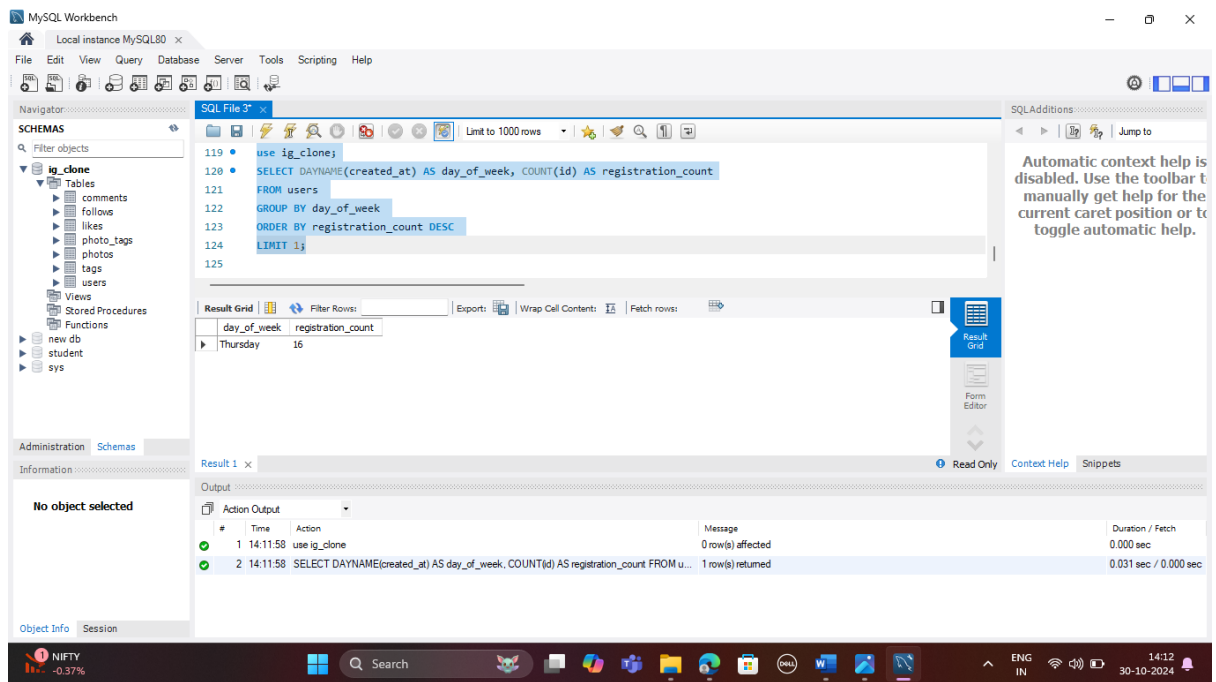 MySQL Workbench
Local instance MySQL80
File Edit View Query Database Server Tools Scripting Help
Navigator
SCHEMAS
Filter objects
ig_clone
Tables
comments
follows
likes
photo_tags
photos
tags
users
Views
Stored Procedures
Functions
new db
student
sys
Administration Schemas
Information
No object selected
Object Info Session
SQL File 3*
Limit to 1000 rows
119 use ig_clone;
120 SELECT DAYNAME(created_at) AS day_of_week, COUNT(id) AS registration_count
121 FROM users
122 GROUP BY day_of_week
123 ORDER BY registration_count DESC
124 LIMIT 1;
125
Result Grid Filter Rows: Export: Wrap Cell Content: Fetch rows:
day_of_week registration_count
Thursday 16
Result
Grid
Form
Editor
Result 1
Read Only
SQLAdditions
Jump to
Automatic context help is
disabled. Use the toolbar t
manually get help for the
current caret position or to
toggle automatic help.
Context Help Snippets
Output
Action Output
# Time Action Message Duration / Fetch
1 14:11:58 use ig_clone 0 row(s) affected 0.000 sec
2 14:11:58 SELECT DAYNAME(created_at) AS day_of_week, COUNT(id) AS registration_count FROM u... 1 row(s) returned 0.031 sec / 0.000 sec
1 NIFTY
-0.37%
Search
DELL
ENG
IN
14:12
30-10-2024